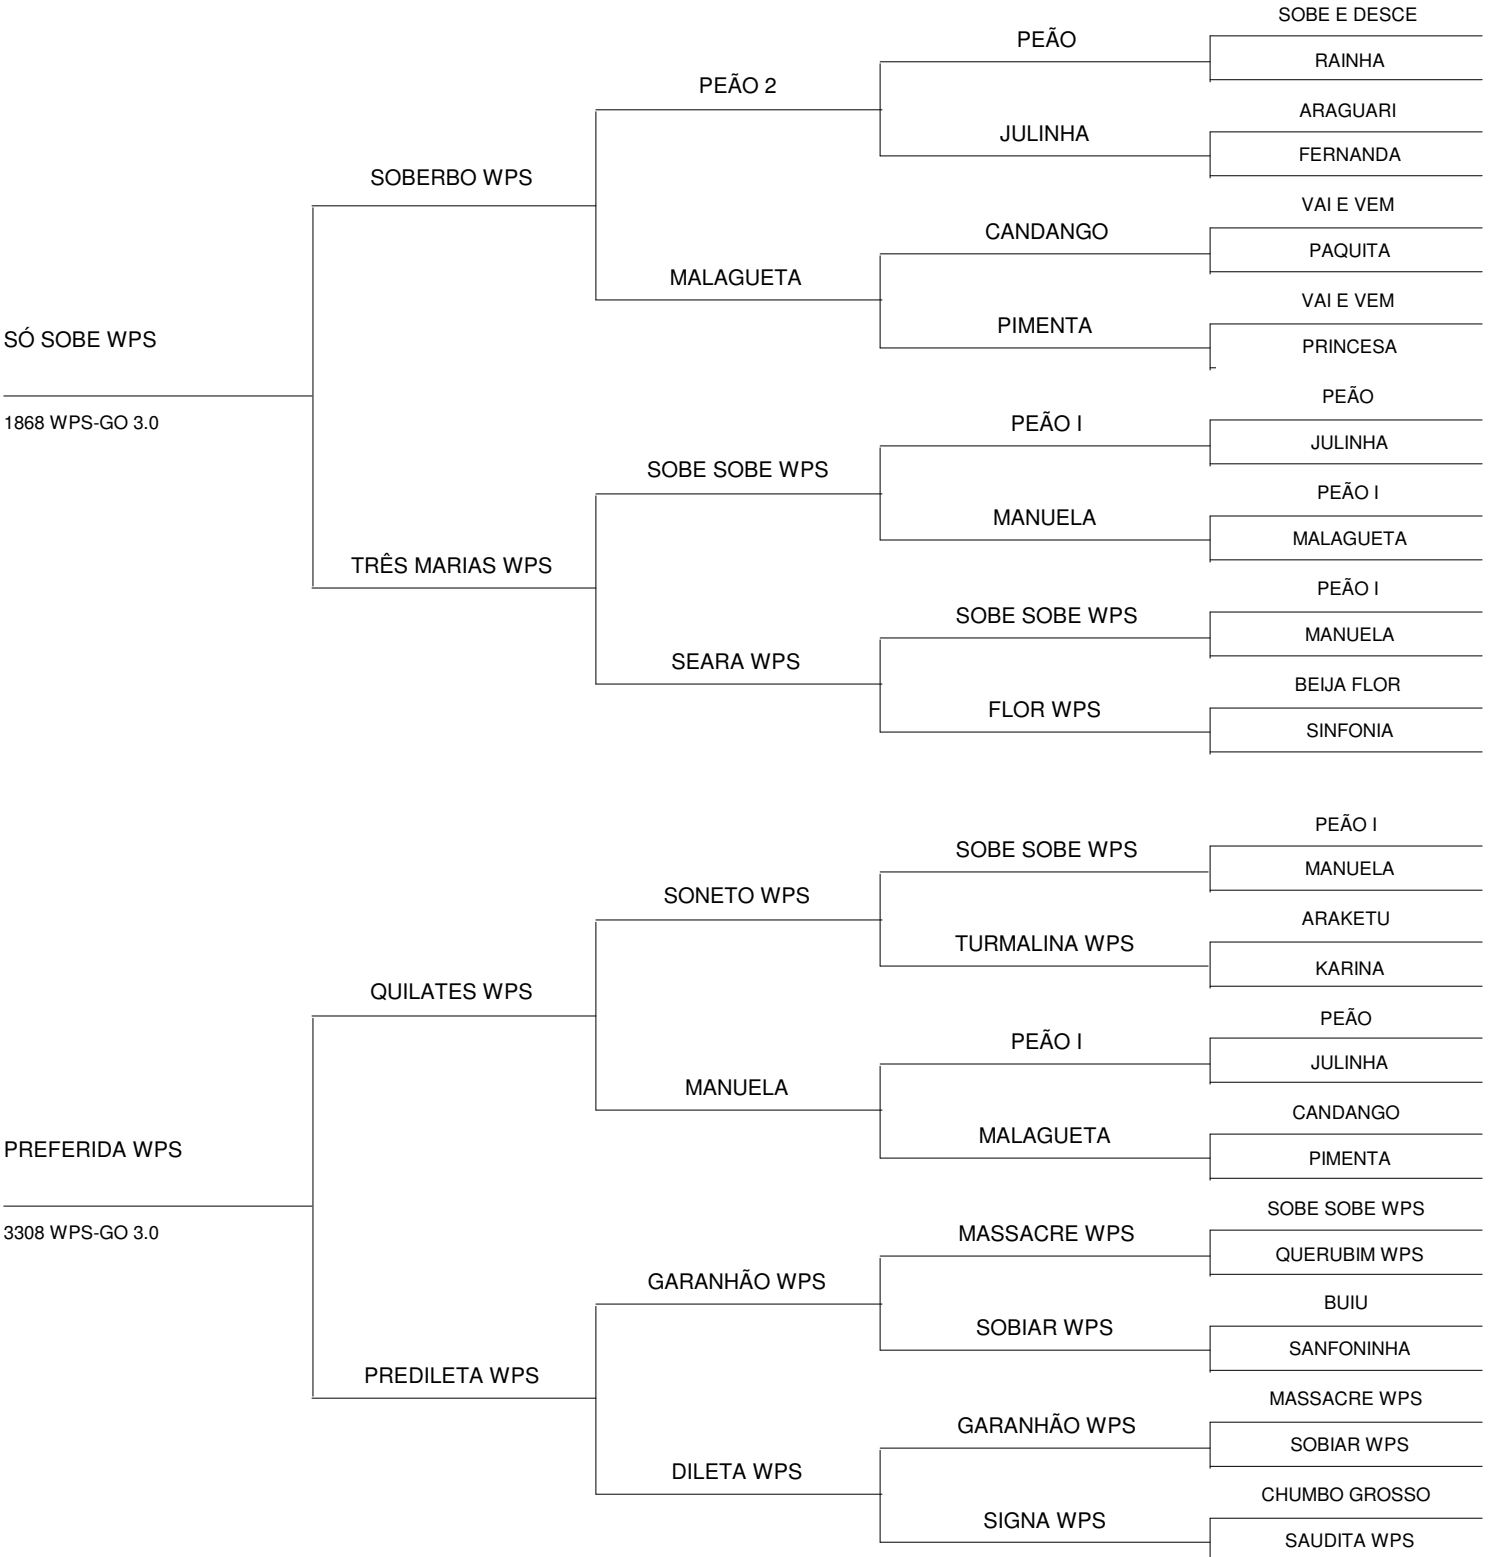 SOBE E DESCE
PEÃO
RAINHA
PEÃO 2
ARAGUARI
JULINHA
FERNANDA
SOBERBO WPS
VAI E VEM
CANDANGO
PAQUITA
MALAGUETA
VAI E VEM
PIMENTA
PRINCESA
SÓ SOBE WPS
1868 WPS-GO 3.0
PEÃO
PEÃO I
JULINHA
SOBE SOBE WPS
PEÃO I
MANUELA
MALAGUETA
TRÊS MARIAS WPS
PEÃO I
SOBE SOBE WPS
MANUELA
SEARA WPS
BEIJA FLOR
FLOR WPS
SINFONIA
PEÃO I
SOBE SOBE WPS
MANUELA
SONETO WPS
ARAKETU
TURMALINA WPS
KARINA
QUILATES WPS
PEÃO
PEÃO I
JULINHA
MANUELA
CANDANGO
MALAGUETA
PIMENTA
PREFERIDA WPS
3308 WPS-GO 3.0
SOBE SOBE WPS
MASSACRE WPS
QUERUBIM WPS
GARANHÃO WPS
BUIU
SOBIAR WPS
SANFONINHA
PREDILETA WPS
MASSACRE WPS
GARANHÃO WPS
SOBIAR WPS
DILETA WPS
CHUMBO GROSSO
SIGNA WPS
SAUDITA WPS